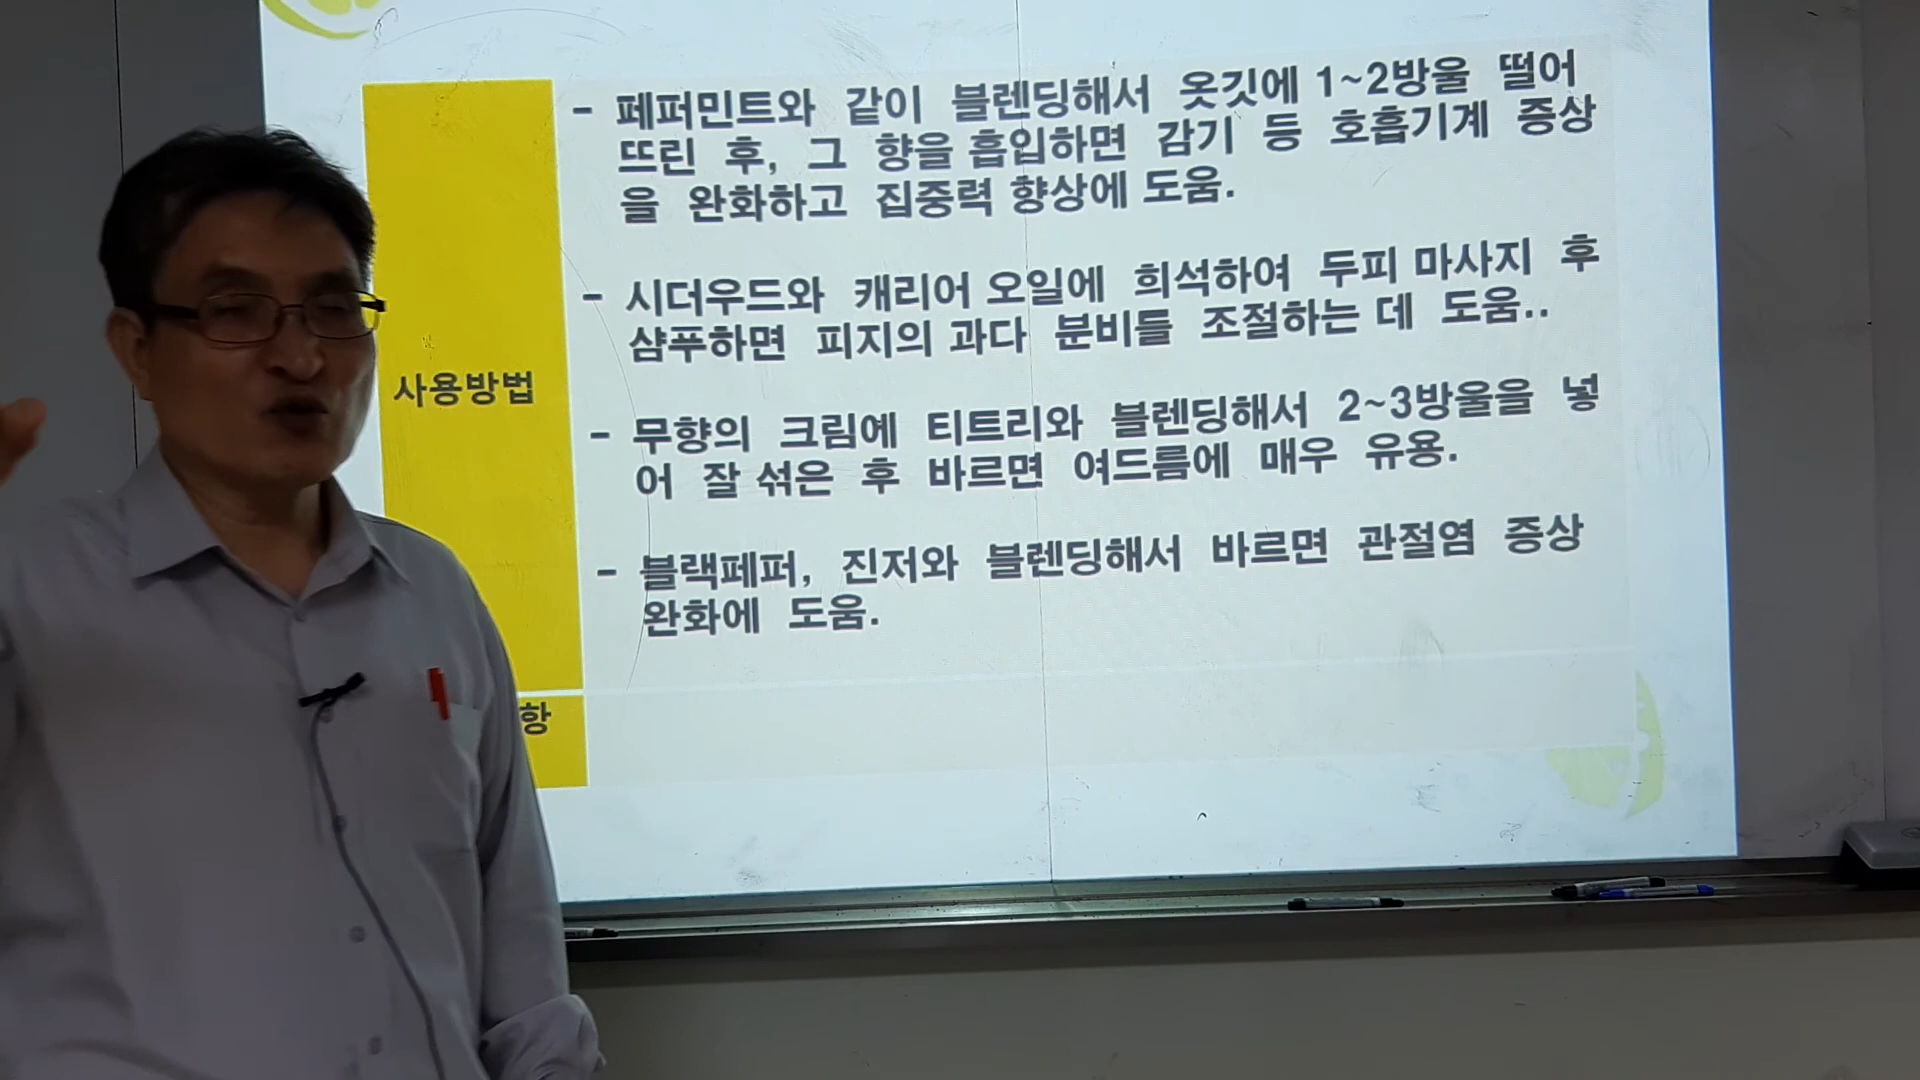 - 페퍼민트와 같이 블렌딩해서 옷깃에 1~2방울 떨어
뜨린 후, 그 향을 흡입하면 감기 등 호흡기계 증상
을 완화하고 집중력 향상에 도움.
- 시더우드와 캐리어 오일에 희석하여 두피 마사지 후
샴푸하면 피지의 과다 분비를 조절하는 데 도움..
사용방법
- 무향의 크림에 티트리와 블렌딩해서 2~3방울을 넣
어 잘 섞은 후 바르면 여드름에 매우 유용.
- 블랙페퍼, 진저와 블렌딩해서 바르면 관절염 증상
완화에 도움.
항